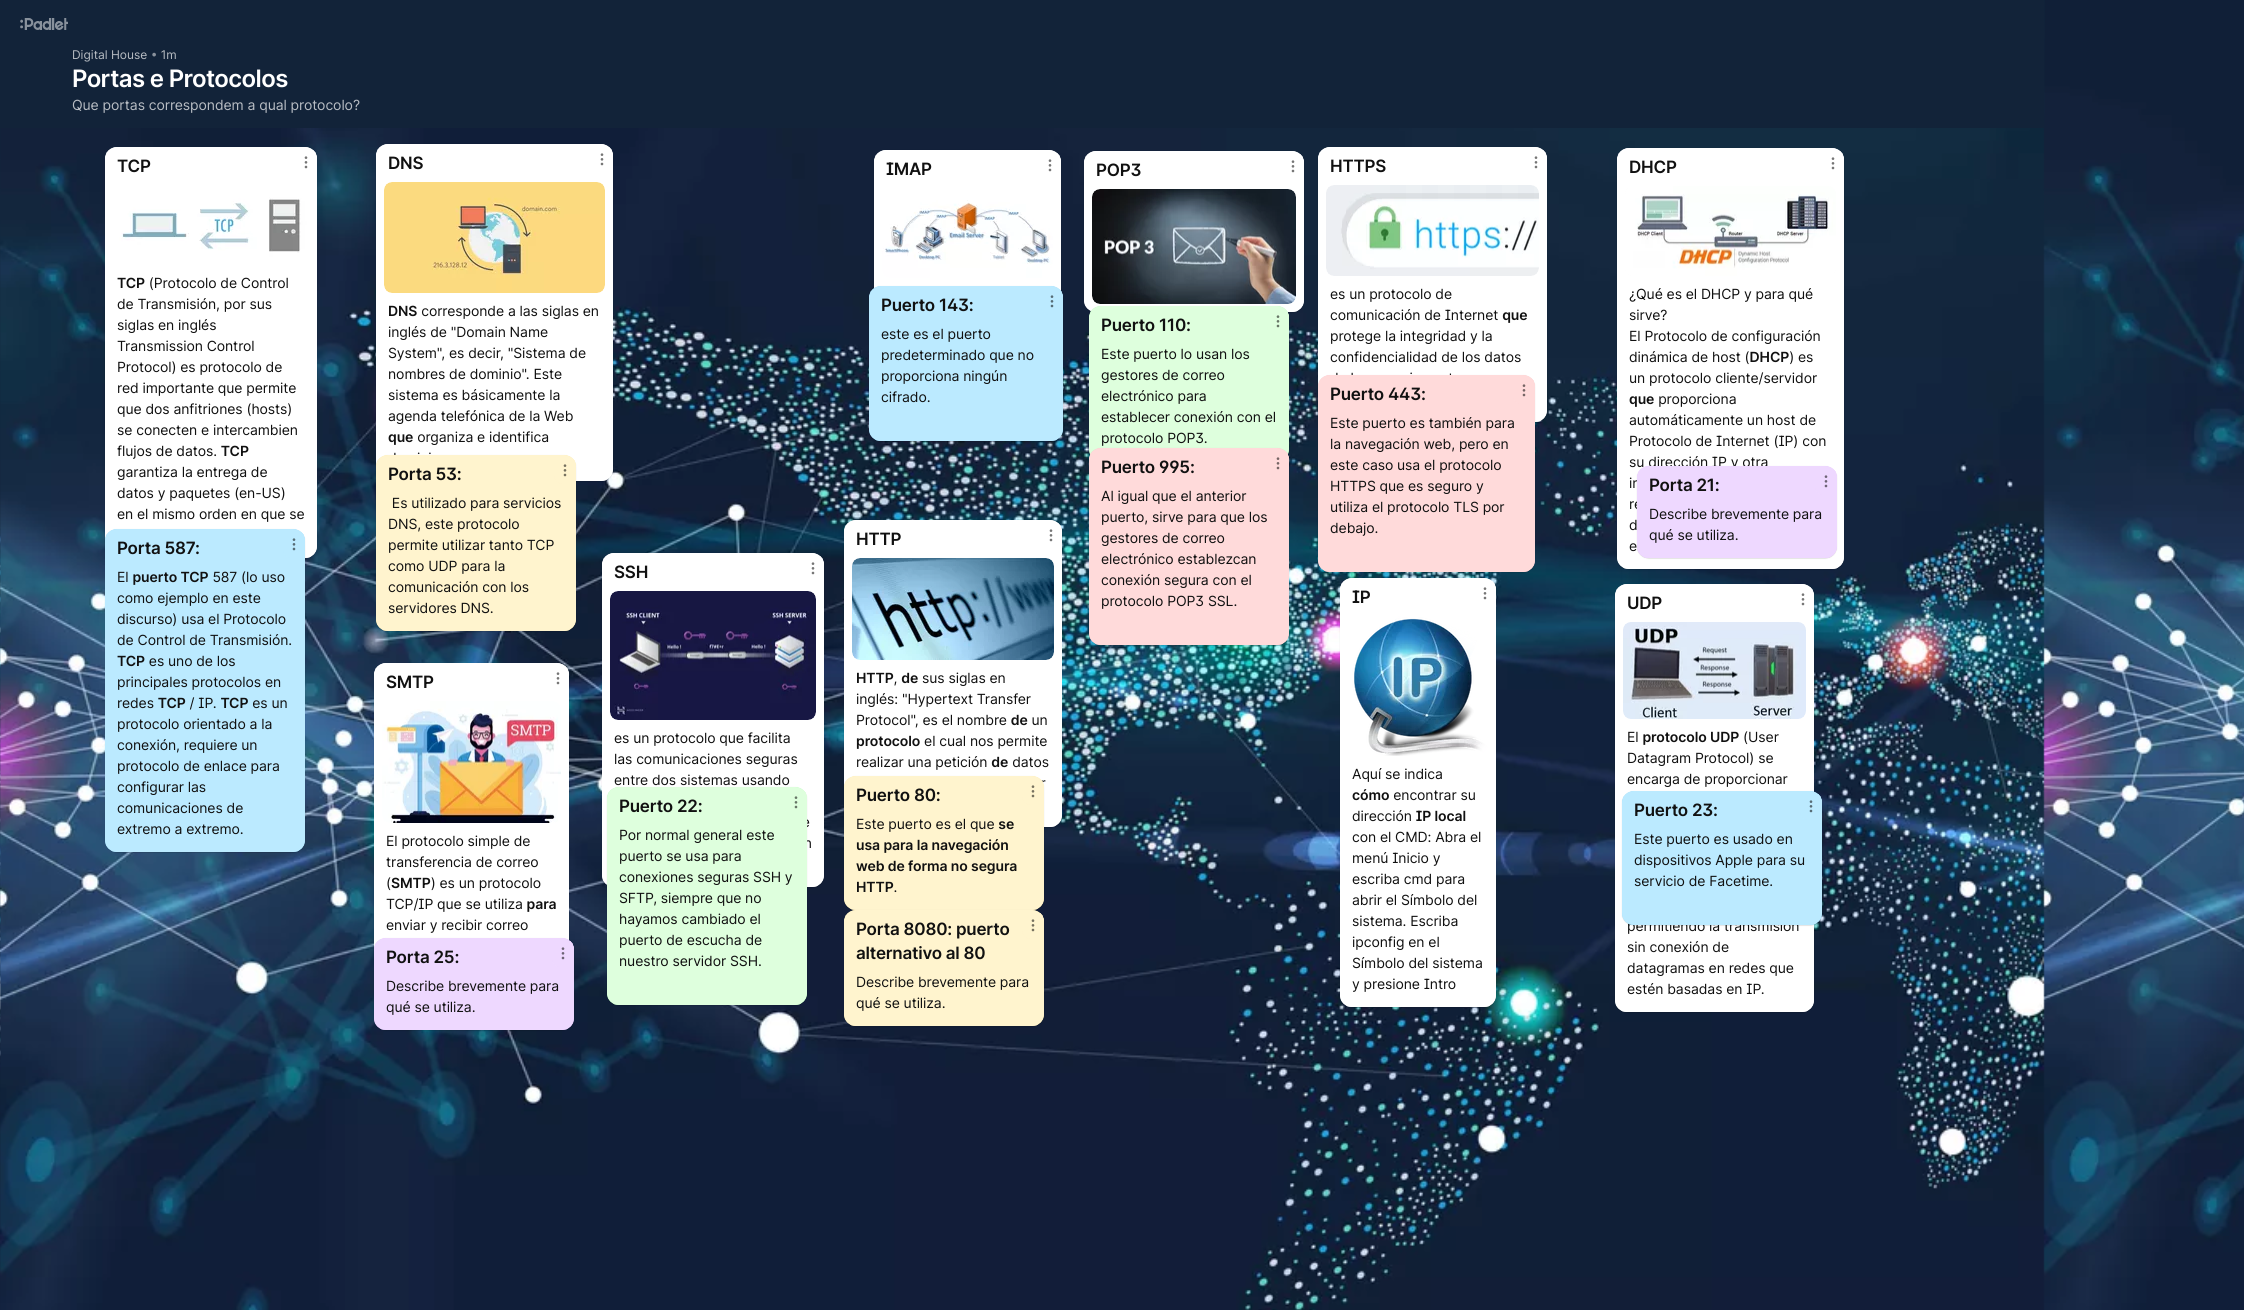 :Padlet
Digital House • 1m
Portas e Protocolos
Que portas correspondem a qual protocolo?
TCP
TCP
TCP (Protocolo de Control
de Transmisión, por sus
siglas en inglés
Transmission Control
Protocol) es protocolo de
red importante que permite
que dos anfitriones (hosts)
se conecten e intercambien
flujos de datos. TCP
garantiza la entrega de
datos y paquetes (en-US)
en el mismo orden en que se
Porta 587:
El puerto TCP 587 (lo uso
como ejemplo en este
discurso) usa el Protocolo
de Control de Transmisión.
TCP es uno de los
principales protocolos en
redes TCP / IP. TCP es un
protocolo orientado a la
conexión, requiere un
protocolo de enlace para
configurar las
comunicaciones de
extremo a extremo.
DNS
domain.com
216.3.128.12
DNS corresponde a las siglas en
inglés de "Domain Name
System", es decir, "Sistema de
nombres de dominio". Este
sistema es básicamente la
agenda telefónica de la Web
que organiza e identifica
Porta 53:
Es utilizado para servicios
DNS, este protocolo
permite utilizar tanto TCP
como UDP para la
comunicación con los
servidores DNS.
SMTP
SMTP
El protocolo simple de
transferencia de correo
(SMTP) es un protocolo
TCP/IP que se utiliza para
enviar y recibir correo
Porta 25:
Describe brevemente para
qué se utiliza.
SSH
SSH CLIENT
SSH SERVER
Hello !
Hello !
es un protocolo que facilita
las comunicaciones seguras
entre dos sistemas usando
Puerto 22:
Por normal general este
puerto se usa para
conexiones seguras SSH y
SFTP, siempre que no
hayamos cambiado el
puerto de escucha de
nuestro servidor SSH.
IMAP
IMAP
IMAP
Email Server
Desktop PC
Tablet
Desktop PC
Puerto 143:
este es el puerto
predeterminado que no
proporciona ningún
cifrado.
HTTP
http://www
HTTP, de sus siglas en
inglés: "Hypertext Transfer
Protocol", es el nombre de un
protocolo el cual nos permite
realizar una petición de datos
Puerto 80:
Este puerto es el que se
usa para la navegación
web de forma no segura
HTTP.
Porta 8080: puerto
alternativo al 80
Describe brevemente para
qué se utiliza.
POP3
POP 3
Puerto 110:
Este puerto lo usan los
gestores de correo
electrónico para
establecer conexión con el
protocolo POP3.
Puerto 995:
Al igual que el anterior
puerto, sirve para que los
gestores de correo
electrónico establezcan
conexión segura con el
protocolo POP3 SSL.
HTTPS
https://
es un protocolo de
comunicación de Internet que
protege la integridad y la
confidencialidad de los datos
Puerto 443:
Este puerto es también para
la navegación web, pero en
este caso usa el protocolo
HTTPS que es seguro y
utiliza el protocolo TLS por
debajo.
IP
IP
Aquí se indica
cómo encontrar su
dirección IP local
con el CMD: Abra el
menú Inicio y
escriba cmd para
abrir el Símbolo del
sistema. Escriba
ipconfig en el
Símbolo del sistema
y presione Intro
DHCP
DHCP Client
Router
DHCP Server
DHCP
Dynamic Host
Configuration Protocol
¿Qué es el DHCP y para qué
sirve?
El Protocolo de configuración
dinámica de host (DHCP) es
un protocolo cliente/servidor
que proporciona
automáticamente un host de
Protocolo de Internet (IP) con
su dirección IP y otra
Porta 21:
Describe brevemente para
qué se utiliza.
UDP
UDP
Request
Response
Response
Client
Server
El protocolo UDP (User
Datagram Protocol) se
encarga de proporcionar
Puerto 23:
Este puerto es usado en
dispositivos Apple para su
servicio de Facetime.
permitiendo la transmisión
sin conexión de
datagramas en redes que
estén basadas en IP.